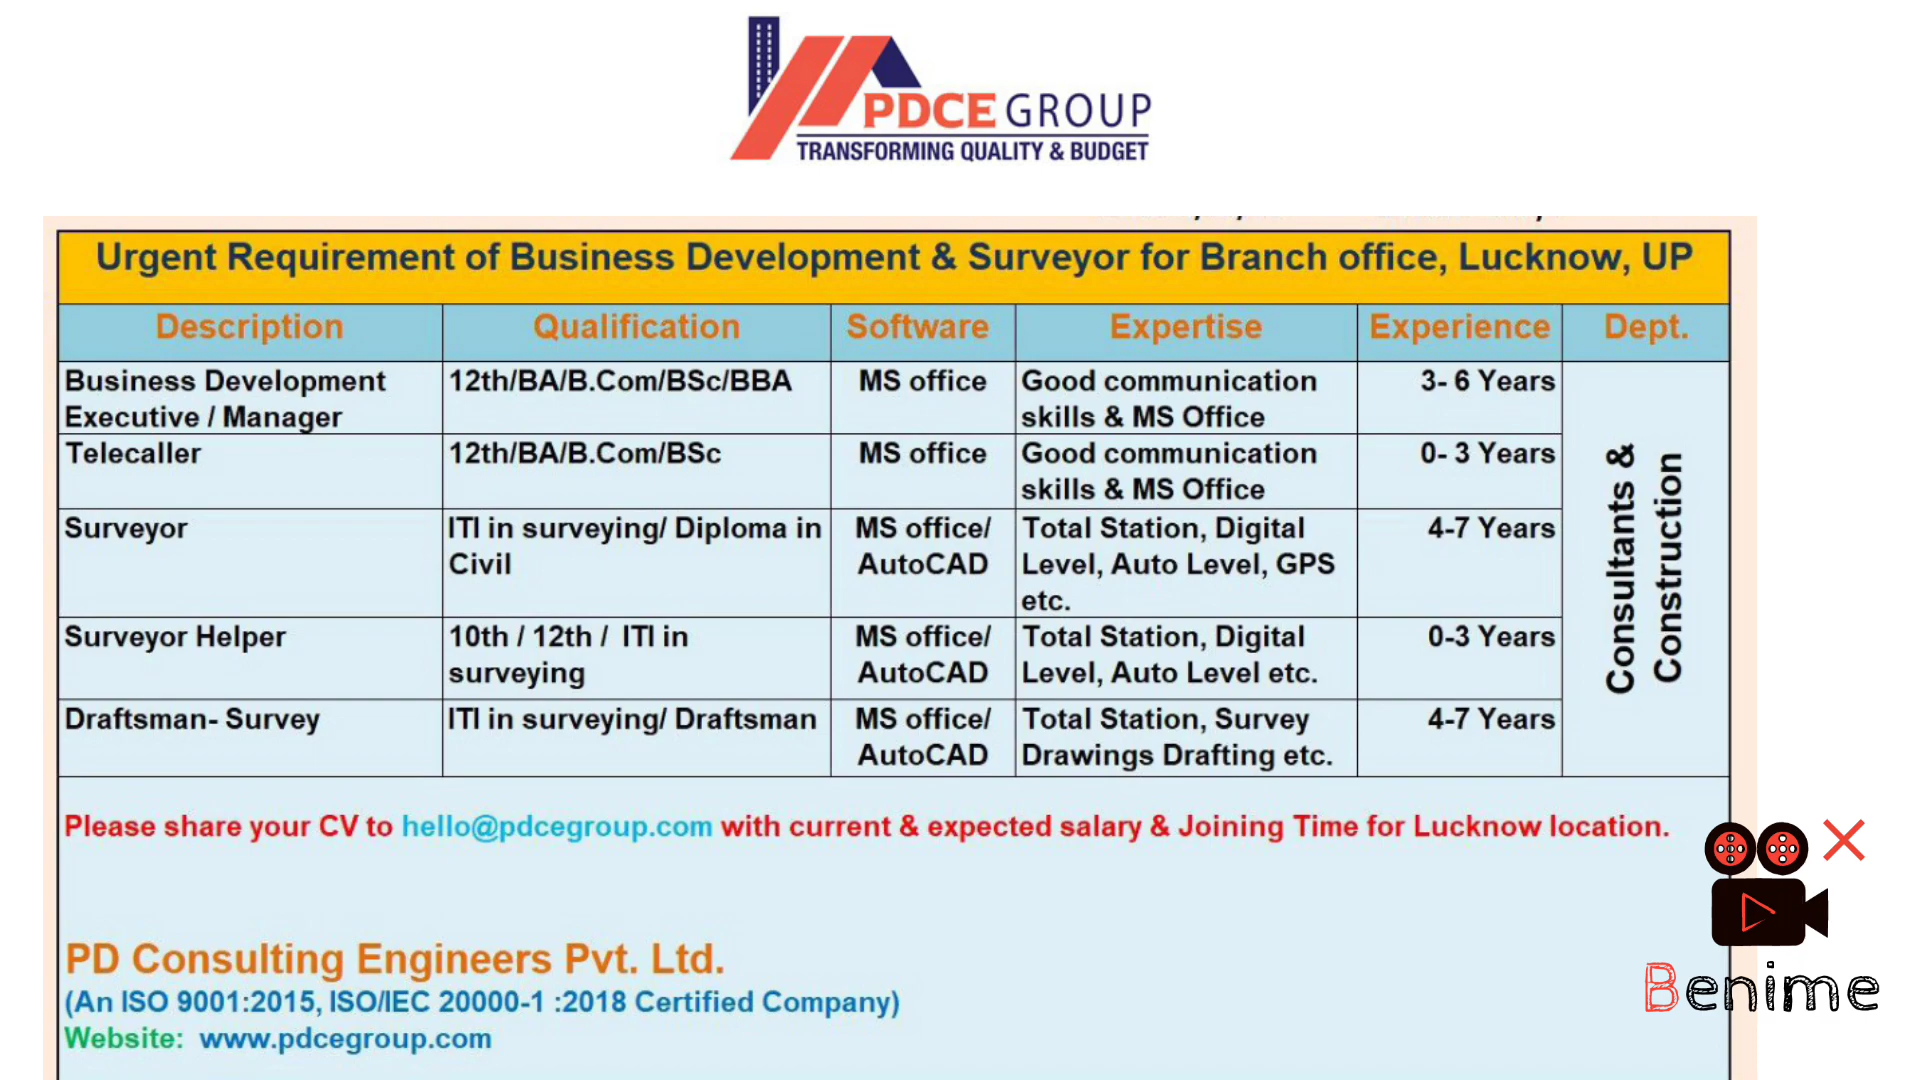 PDCE GROUP
TRANSFORMING QUALITY & BUDGET
Urgent Requirement of Business Development & Surveyor for Branch office, Lucknow, UP
Description Qualification Software Expertise Experience Dept.
Business Development 12th/BA/B.Com/BSc/BBA MS office Good communication 3- 6 Years
Executive / Manager skills & MS Office
Telecaller 12th/BA/B.Com/BSc MS office Good communication 0- 3 Years
skills & MS Office
Surveyor ITI in surveying/ Diploma in MS office/ Total Station, Digital 4-7 Years
Civil AutoCAD Level, Auto Level, GPS
etc.
Surveyor Helper 10th / 12th / ITI in MS office/ Total Station, Digital 0-3 Years
surveying AutoCAD Level, Auto Level etc.
Draftsman- Survey ITI in surveying/ Draftsman MS office/ Total Station, Survey 4-7 Years
AutoCAD Drawings Drafting etc.
Consultants &
Construction
Please share your CV to hello@pdcegroup.com with current & expected salary & Joining Time for Lucknow location.
PD Consulting Engineers Pvt. Ltd.
(An ISO 9001:2015, ISO/IEC 20000-1 :2018 Certified Company)
Website: www.pdcegroup.com
Benime